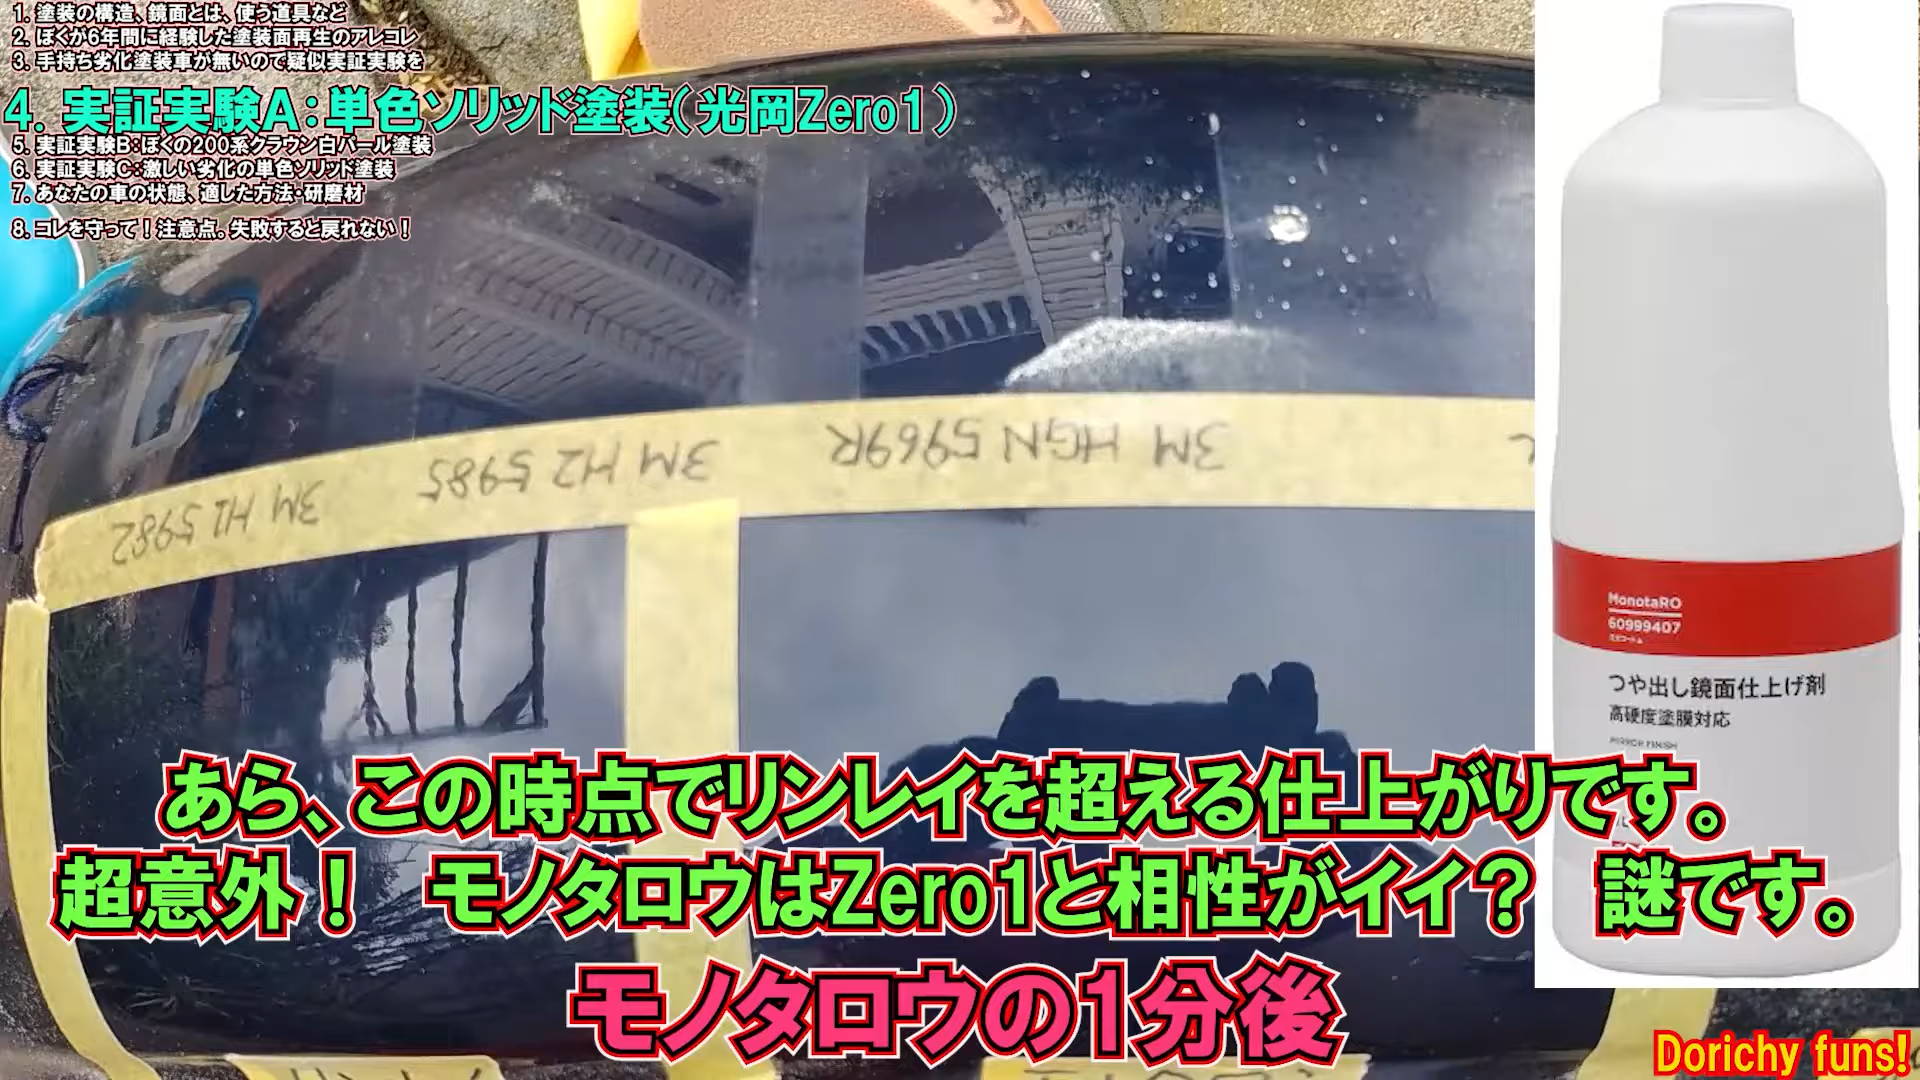 1. 塗装の構造、鏡面とは、使う道具など
2. ぼくが6年間に経験した塗装面再生のアレコレ
3. 手持ち劣化塗装車が無いので疑似実証実験を
4. 実証実験A：単色ソリッド塗装（光岡Zero1）
5. 実証実験B：ぼくの200系クラウン白パール塗装
6. 実証実験C：激しい劣化の単色ソリッド塗装
7. あなたの車の状態、適した方法・研磨材
8. コレを守って！注意点。失敗すると戻れない！
3M H1 5982
3M H2 5985
3M HGN 5969R
MonotaRO
60999407
つや出し鏡面仕上げ剤
高硬度塗膜対応
MIRROR FINISH
あら、この時点でリンレイを超える仕上がりです。
超意外！ モノタロウはZero1と相性がイイ？ 謎です。
モノタロウの1分後
Dorichy funs!